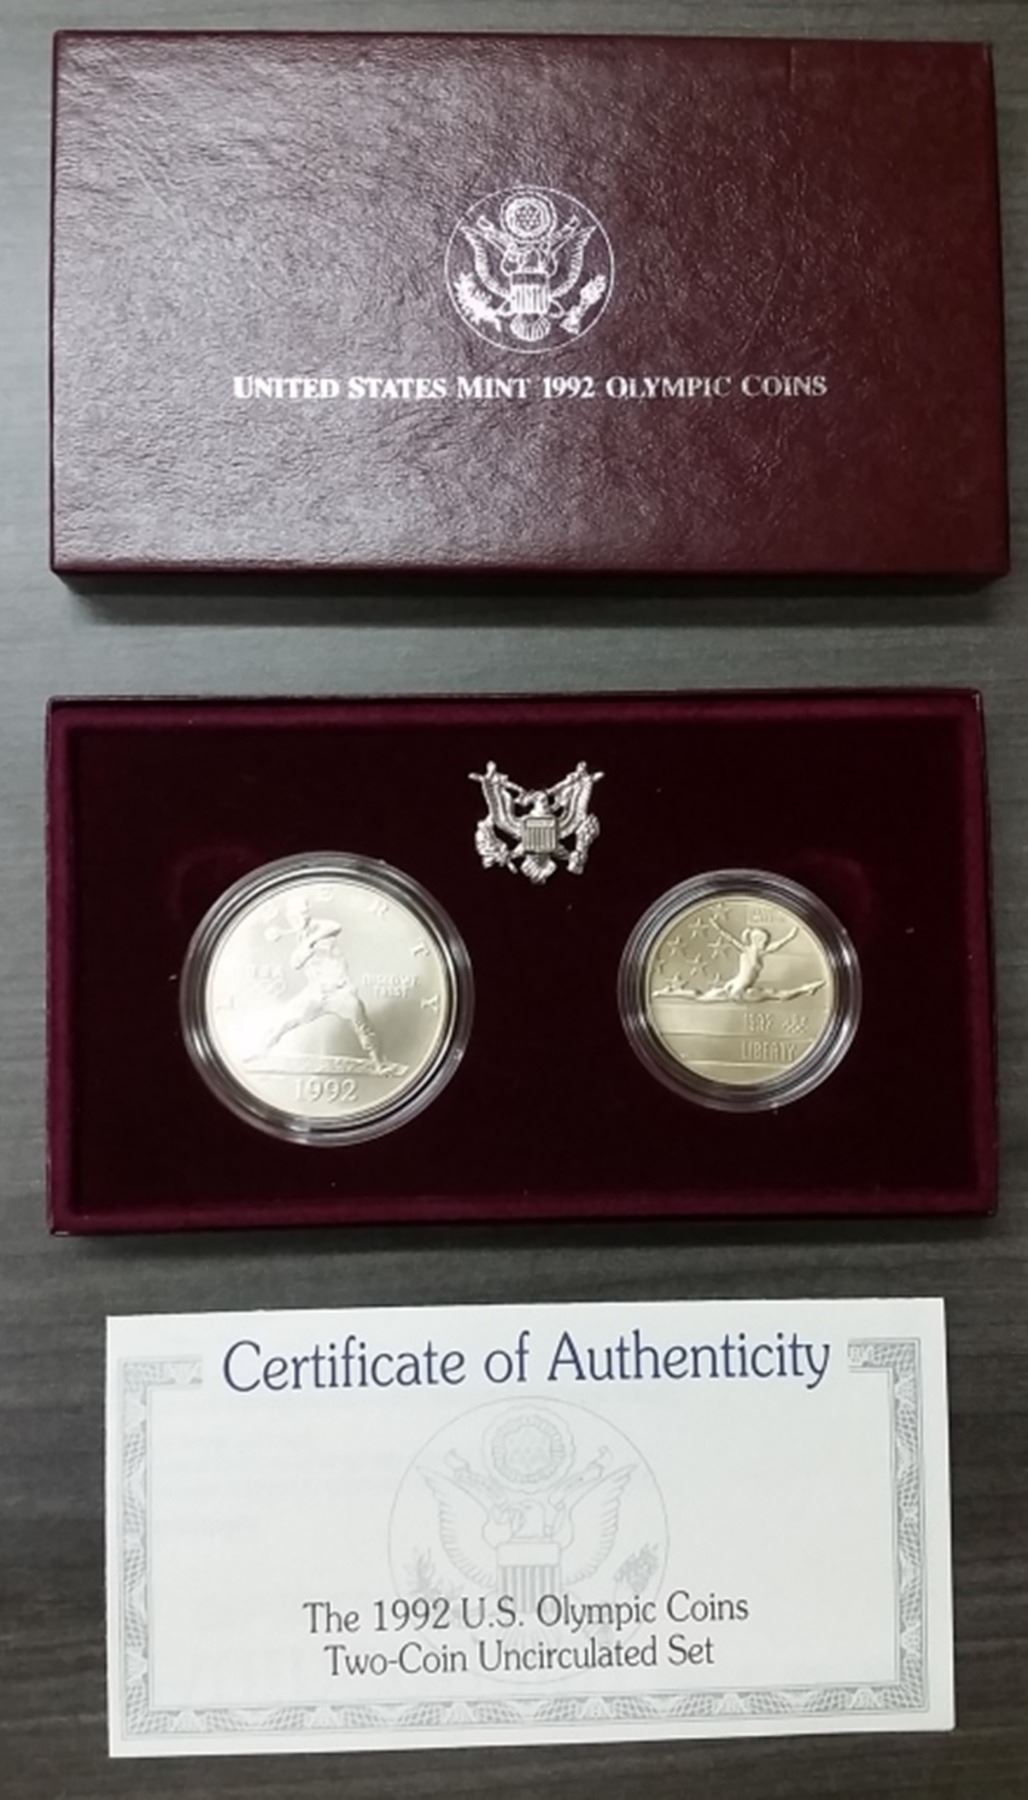 UNITED STATES MINT 1992 OLYMPIC COINS
LIBERTY
1992
LIBERTY
Certificate of Authenticity
The 1992 U.S. Olympic Coins
Two-Coin Uncirculated Set